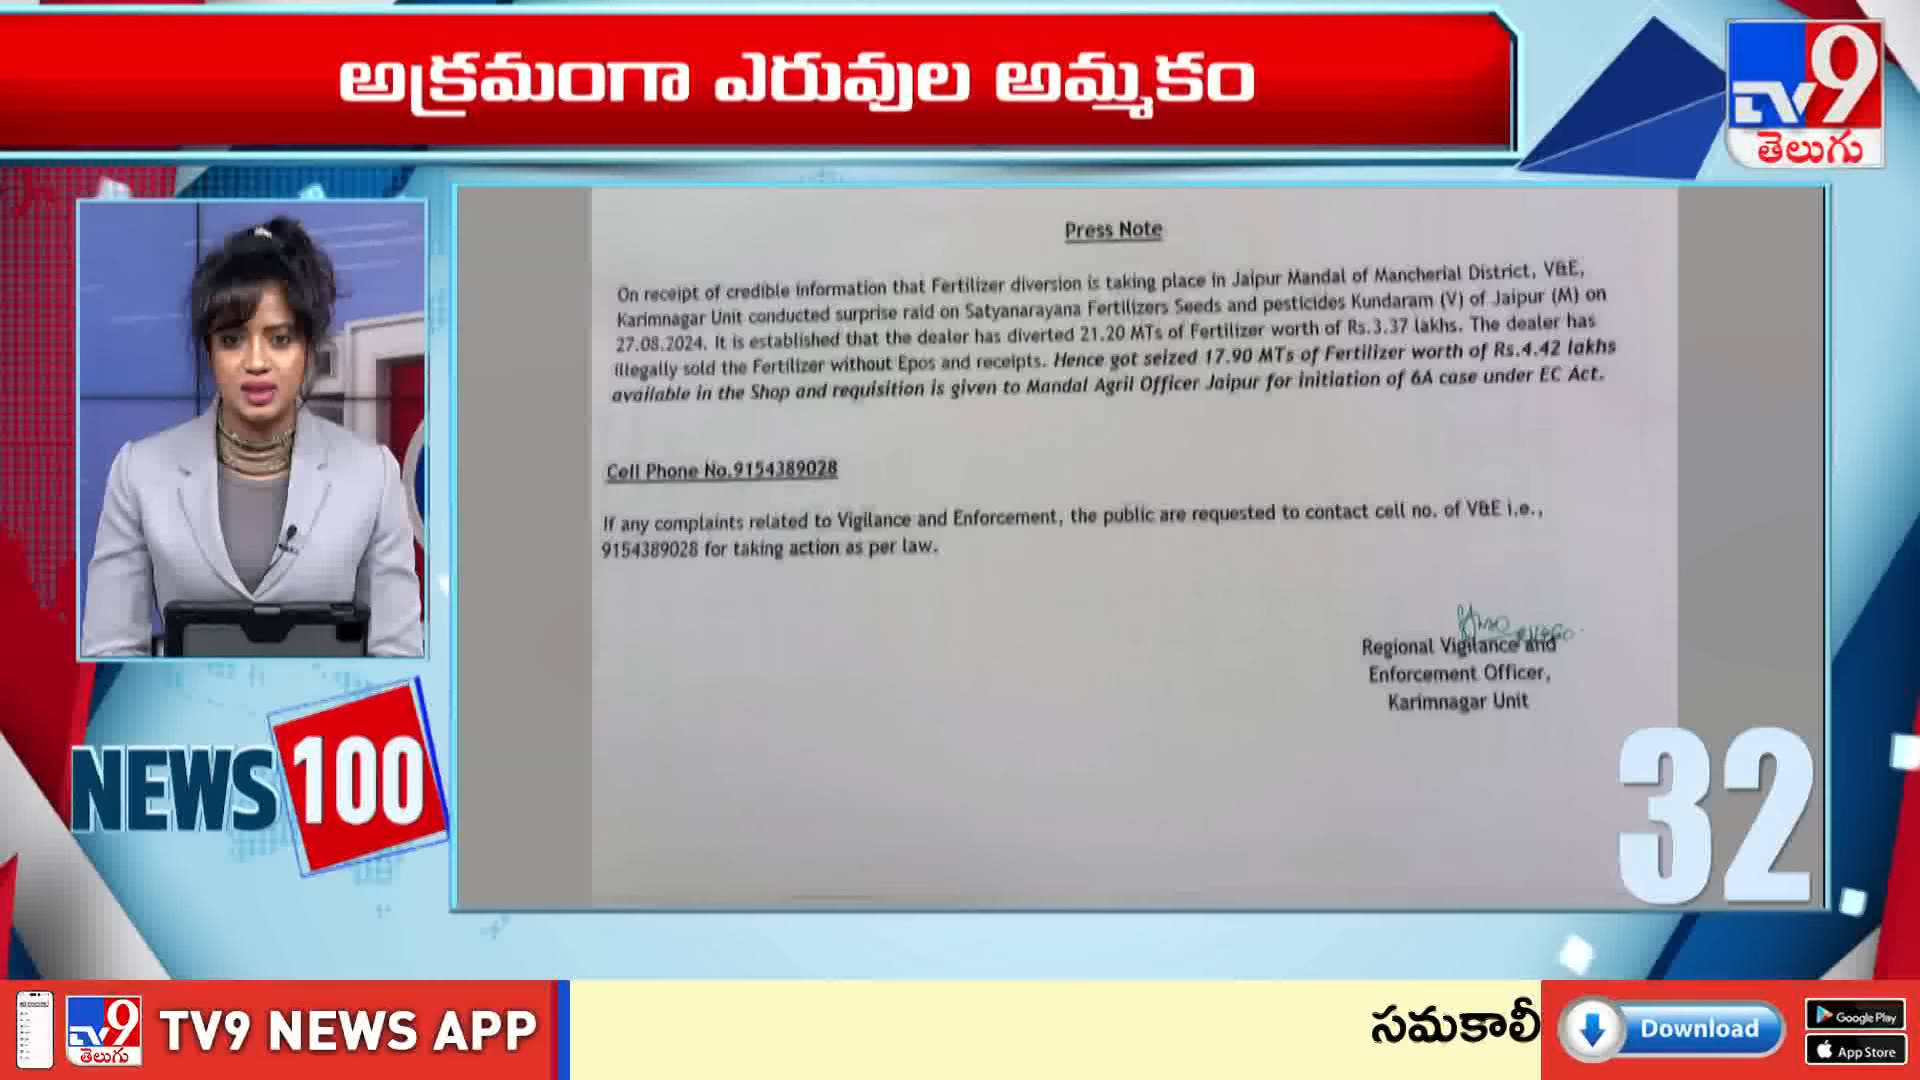 అక్రమంగా ఎరువుల అమ్మకం
TV9
తెలుగు
Press Note
On receipt of credible information that Fertilizer diversion is taking place in Jaipur Mandal of Mancherial District, V&E,
Karimnagar Unit conducted surprise raid on Satyanarayana Fertilizers Seeds and pesticides Kundaram (V) of Jaipur (M) on
27.08.2024. It is established that the dealer has diverted 21.20 MTs of Fertilizer worth of Rs.3.37 lakhs. The dealer has
illegally sold the Fertilizer without Epos and receipts. Hence got seized 17.90 MTs of Fertilizer worth of Rs.4.42 lakhs
available in the Shop and requisition is given to Mandal Agril Officer Jaipur for initiation of 6A case under EC Act.
Cell Phone No.9154389028
If any complaints related to Vigilance and Enforcement, the public are requested to contact cell no. of V&E i.e.,
9154389028 for taking action as per law.
Regional Vigilance and
Enforcement Officer,
Karimnagar Unit
NEWS 100
32
TV9
తెలుగు
TV9 NEWS APP
సమకాలీ
Download
Google Play
App Store